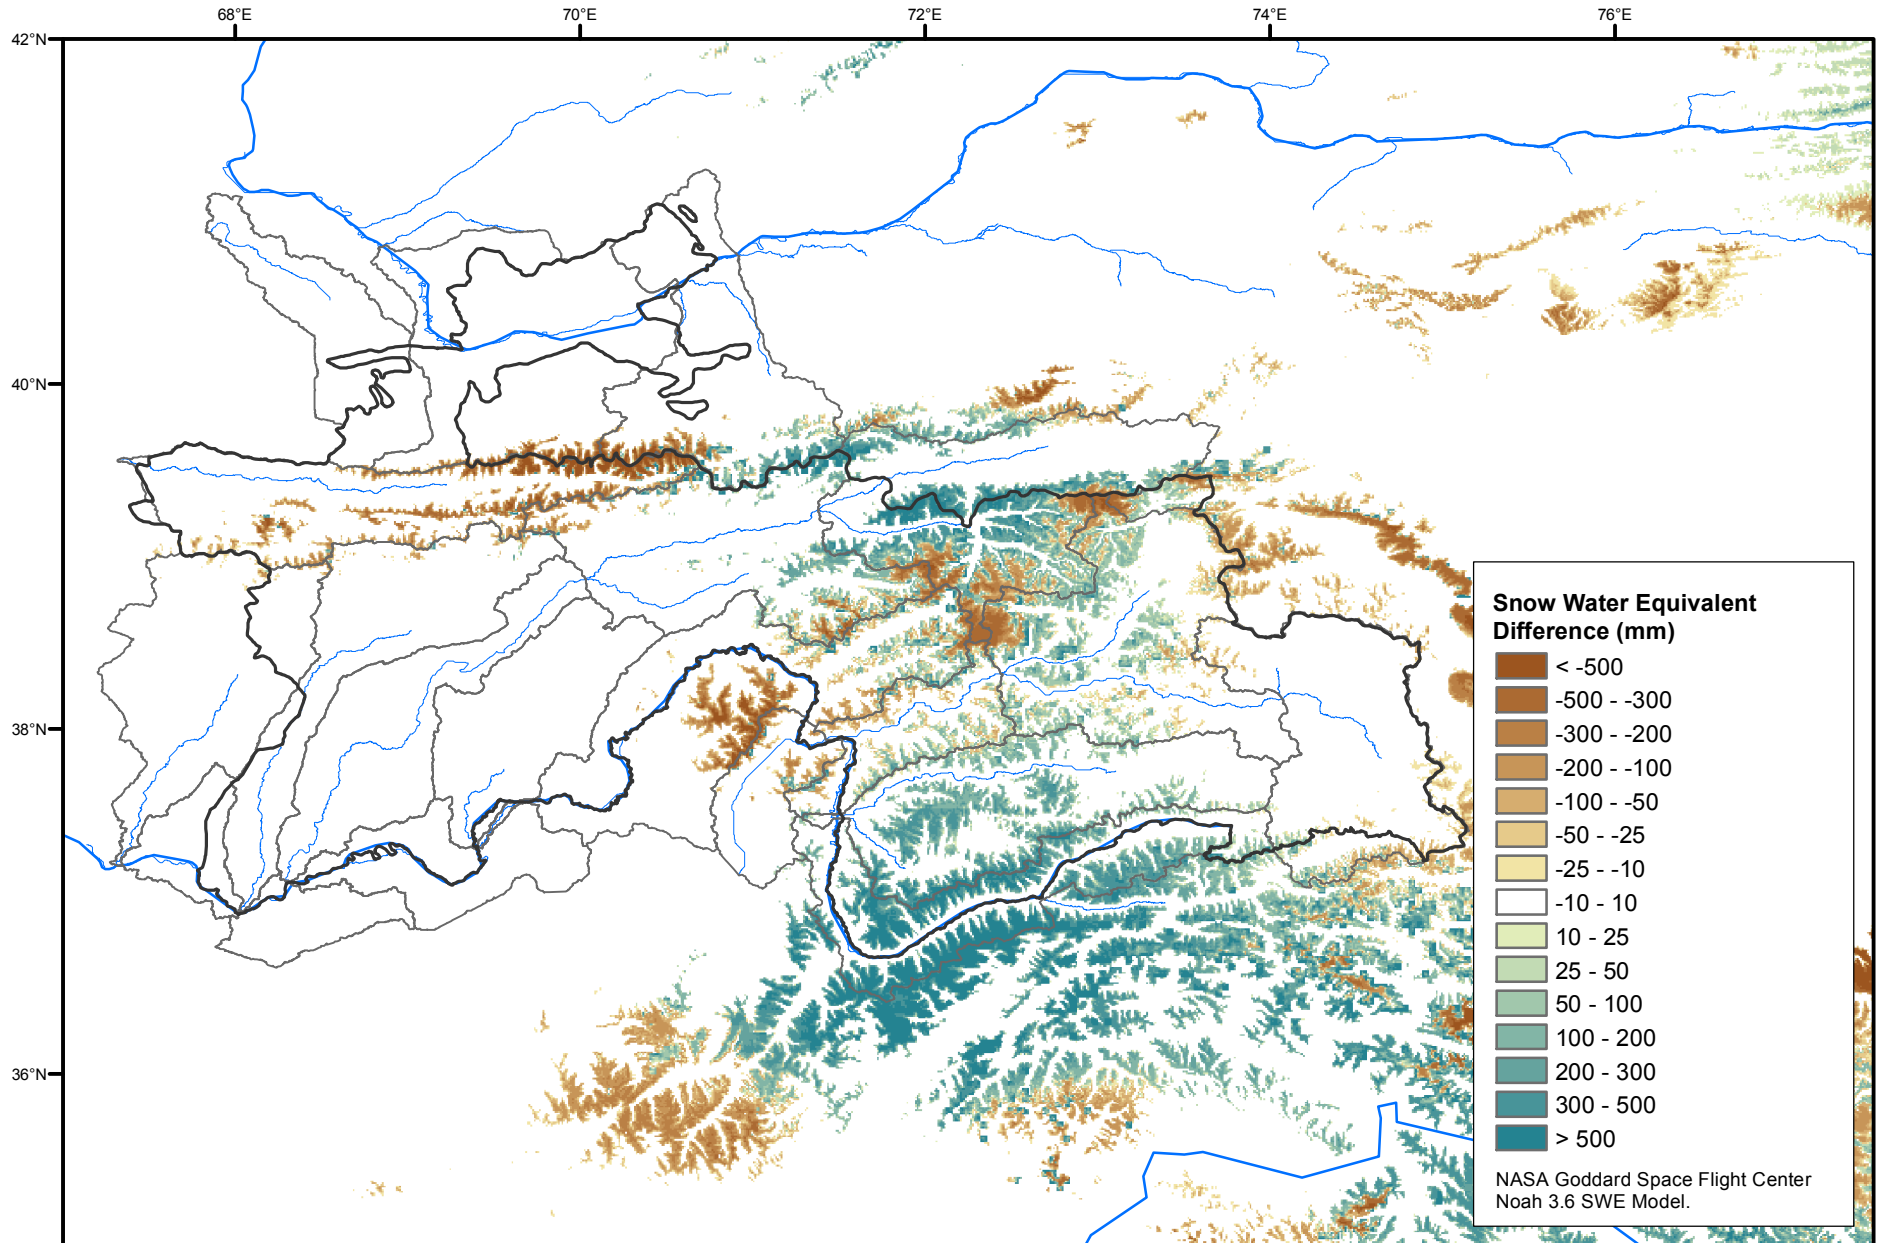 68°E 70°E 72°E 74°E 76°E
42°N
40°N
38°N
36°N
Snow Water Equivalent
Difference (mm)
< -500
-500 - -300
-300 - -200
-200 - -100
-100 - -50
-50 - -25
-25 - -10
-10 - 10
10 - 25
25 - 50
50 - 100
100 - 200
200 - 300
300 - 500
> 500
NASA Goddard Space Flight Center
Noah 3.6 SWE Model.